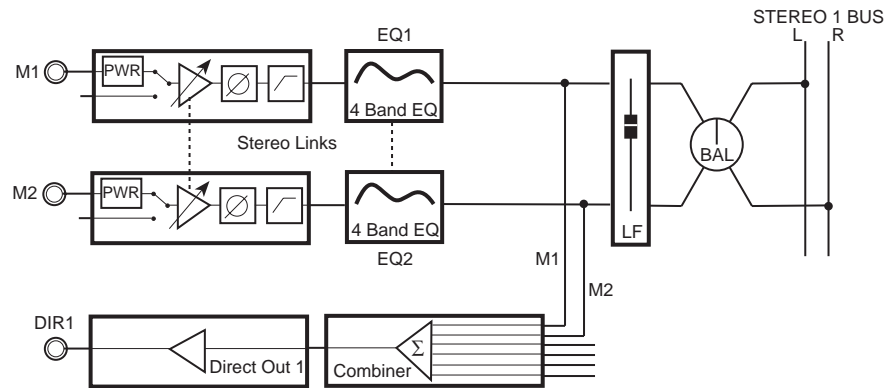 STEREO 1 BUS
L R
EQ1
M1
PWR
4 Band EQ
Stereo Links
BAL
M2
PWR
4 Band EQ
LF
EQ2
M1
M2
DIR1
Direct Out 1
Combiner
Σ